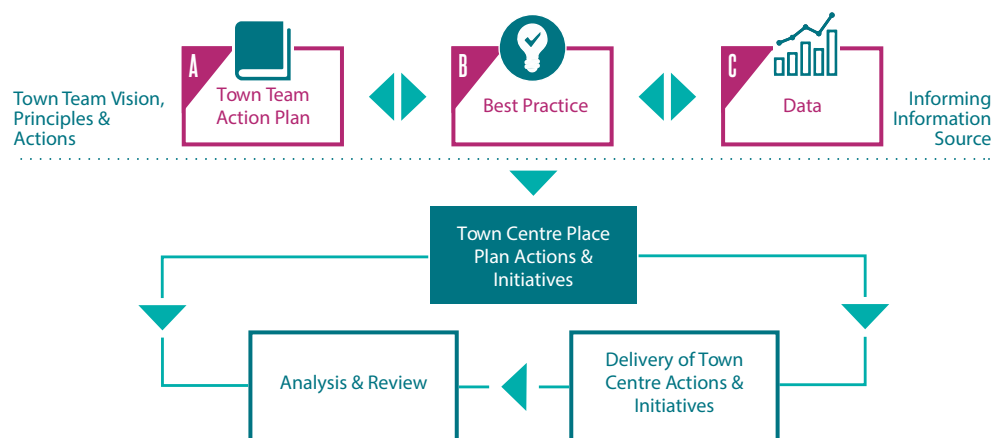 Town Team Vision,
Principles &
Actions
A
Town Team
Action Plan
B
Best Practice
C
Data
Informing
Information
Source
Town Centre Place
Plan Actions &
Initiatives
Analysis & Review
Delivery of Town
Centre Actions &
Initiatives